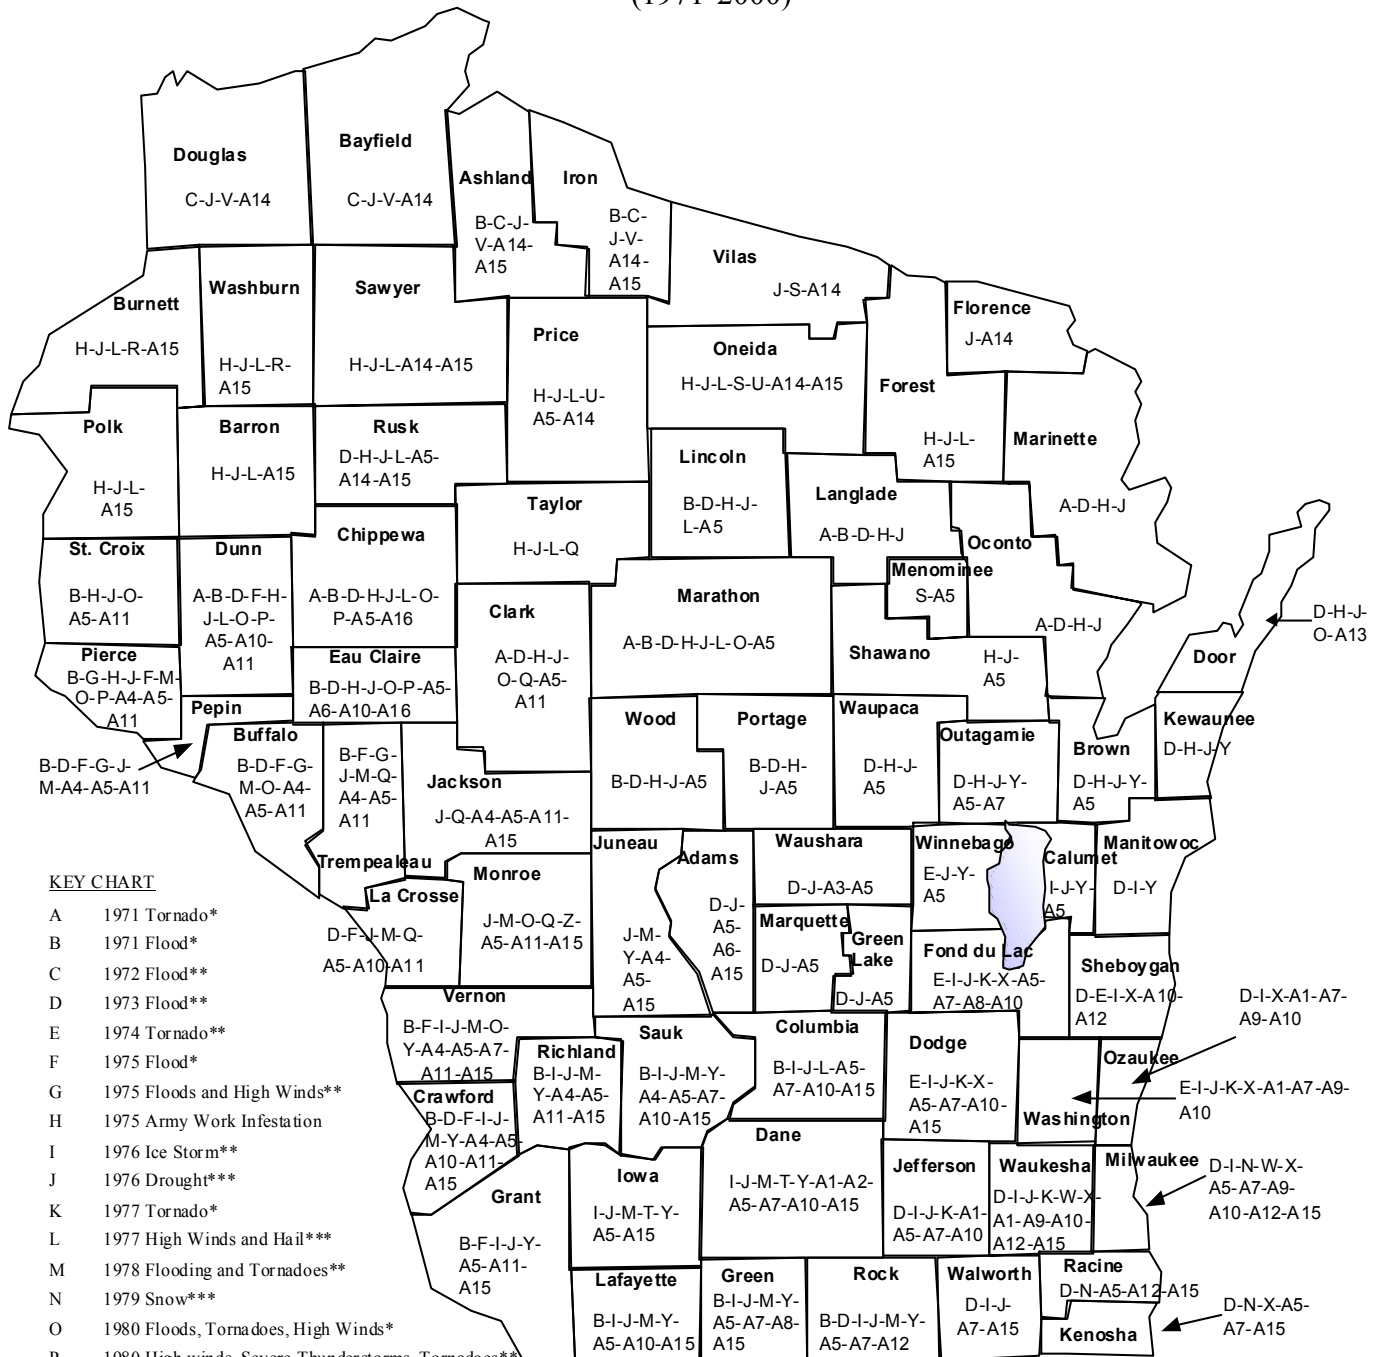 (1971-2000)
Douglas
C-J-V-A14
Bayfield
C-J-V-A14
Ashland
B-C-J-
V-A14-
A15
Iron
B-C-
J-V-
A14-
A15
Vilas
J-S-A14
Florence
J-A14
Burnett
H-J-L-R-A15
Washburn
H-J-L-R-
A15
Sawyer
H-J-L-A14-A15
Price
H-J-L-U-
A5-A14
Oneida
H-J-L-S-U-A14-A15
Forest
H-J-L-
A15
Marinette
A-D-H-J
Polk
H-J-L-
A15
Barron
H-J-L-A15
Rusk
D-H-J-L-A5-
A14-A15
Lincoln
B-D-H-J-
L-A5
Langlade
A-B-D-H-J
Taylor
H-J-L-Q
Chippewa
A-B-D-H-J-L-O-
P-A5-A16
Oconto
A-D-H-J
Menominee
S-A5
St. Croix
B-H-J-O-
A5-A11
Dunn
A-B-D-F-H-
J-L-O-P-
A5-A10-
A11
Clark
A-D-H-J-
O-Q-A5-
A11
Marathon
A-B-D-H-J-L-O-A5
Shawano
H-J-
A5
Door
D-H-J-
O-A13
Pierce
B-G-H-J-F-M-
O-P-A4-A5-
A11
Eau Claire
B-D-H-J-O-P-A5-
A6-A10-A16
Pepin
B-D-F-G-J-
M-A4-A5-A11
Buffalo
B-D-F-G-
M-O-A4-
A5-A11
B-F-G-
J-M-Q-
A4-A5-
A11
Trempealeau
Jackson
J-Q-A4-A5-A11-
A15
Wood
B-D-H-J-A5
Portage
B-D-H-
J-A5
Waupaca
D-H-J-
A5
Outagamie
D-H-J-Y-
A5-A7
Brown
D-H-J-Y-
A5
Kewaunee
D-H-J-Y
Juneau
J-M-
Y-A4-
A5-
A15
Adams
D-J-
A5-
A6-
A15
Waushara
D-J-A3-A5
Winnebago
E-J-Y-
A5
Calumet
I-J-Y-
A5
Manitowoc
D-I-Y
Monroe
J-M-O-Q-Z-
A5-A11-A15
La Crosse
D-F-J-M-Q-
A5-A10-A11
Marquette
D-J-A5
Green
Lake
D-J-A5
Fond du Lac
E-I-J-K-X-A5-
A7-A8-A10
Sheboygan
D-E-I-X-A10-
A12
Vernon
B-F-I-J-M-O-
Y-A4-A5-A7-
A11-A15
Richland
B-I-J-M-
Y-A4-A5-
A11-A15
Sauk
B-I-J-M-Y-
A4-A5-A7-
A10-A15
Columbia
B-I-J-L-A5-
A7-A10-A15
Dodge
E-I-J-K-X-
A5-A7-A10-
A15
Washington
E-I-J-K-X-A1-A7-A9-
A10
Ozaukee
D-I-X-A1-A7-
A9-A10
Crawford
B-D-F-I-J-
M-Y-A4-A5-
A10-A11-
A15
Grant
B-F-I-J-Y-
A5-A11-
A15
Iowa
I-J-M-T-Y-
A5-A15
Dane
I-J-M-T-Y-A1-A2-
A5-A7-A10-A15
Jefferson
D-I-J-K-A1-
A5-A7-A10
Waukesha
D-I-J-K-W-X-
A1-A9-A10-
A12-A15
Milwaukee
D-I-N-W-X-
A5-A7-A9-
A10-A12-A15
Lafayette
B-I-J-M-Y-
A5-A10-A15
Green
B-I-J-M-Y-
A5-A7-A8-
A15
Rock
B-D-I-J-M-Y-
A5-A7-A12
Walworth
D-I-J-
A7-A15
Racine
D-N-A5-A12-A15
Kenosha
D-N-X-A5-
A7-A15
KEY CHART
A 1971 Tornado*
B 1971 Flood*
C 1972 Flood**
D 1973 Flood**
E 1974 Tornado**
F 1975 Flood*
G 1975 Floods and High Winds**
H 1975 Army Work Infestation
I 1976 Ice Storm**
J 1976 Drought***
K 1977 Tornado*
L 1977 High Winds and Hail***
M 1978 Flooding and Tornadoes**
N 1979 Snow***
O 1980 Floods, Tornadoes, High Winds*
P 1980 High winds, Severe Thunderstorms, Tornadoes**